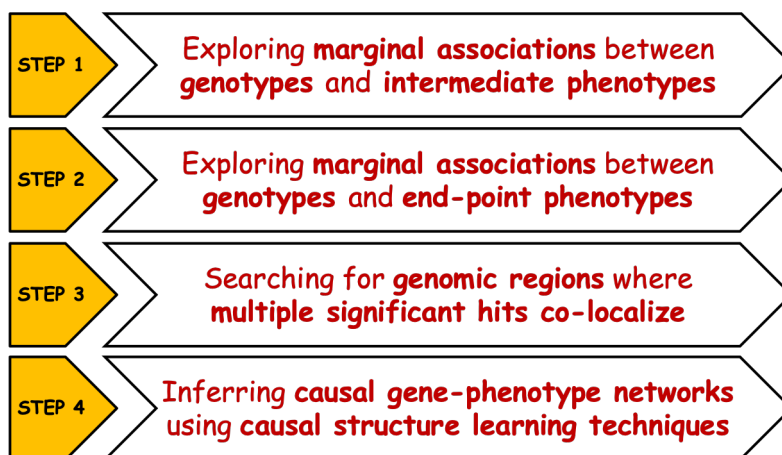 STEP 1
Exploring marginal associations between
genotypes and intermediate phenotypes
STEP 2
Exploring marginal associations between
genotypes and end-point phenotypes
STEP 3
Searching for genomic regions where
multiple significant hits co-localize
STEP 4
Inferring causal gene-phenotype networks
using causal structure learning techniques